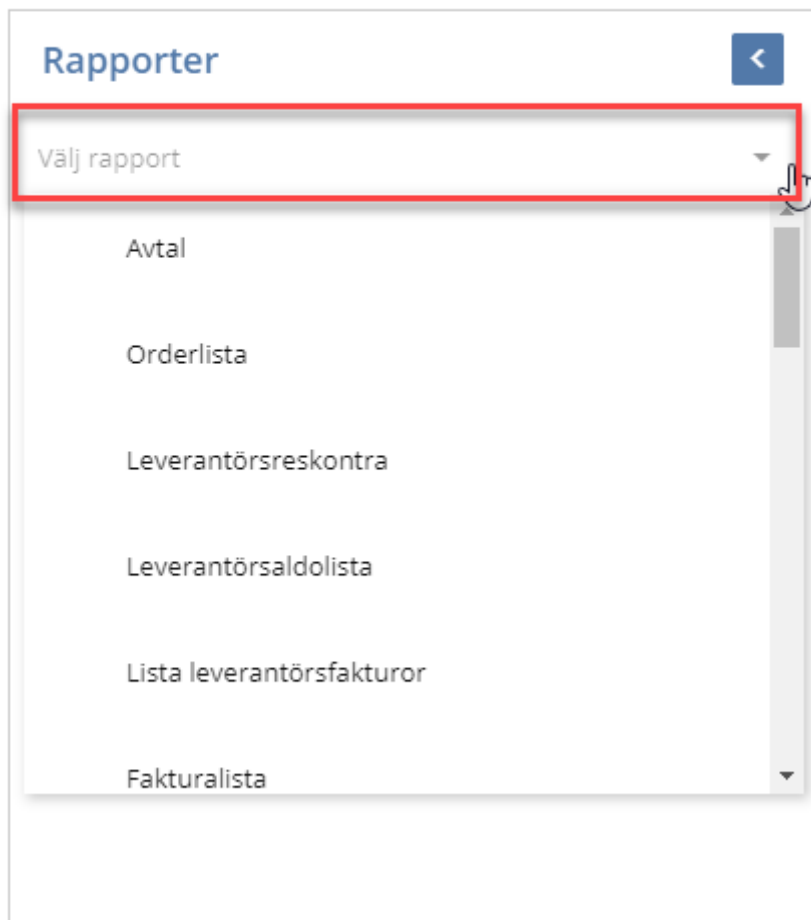 Rapporter
Välj rapport
Avtal
Orderlista
Leverantörsreskontra
Leverantörsaldolista
Lista leverantörsfakturor
Fakturalista